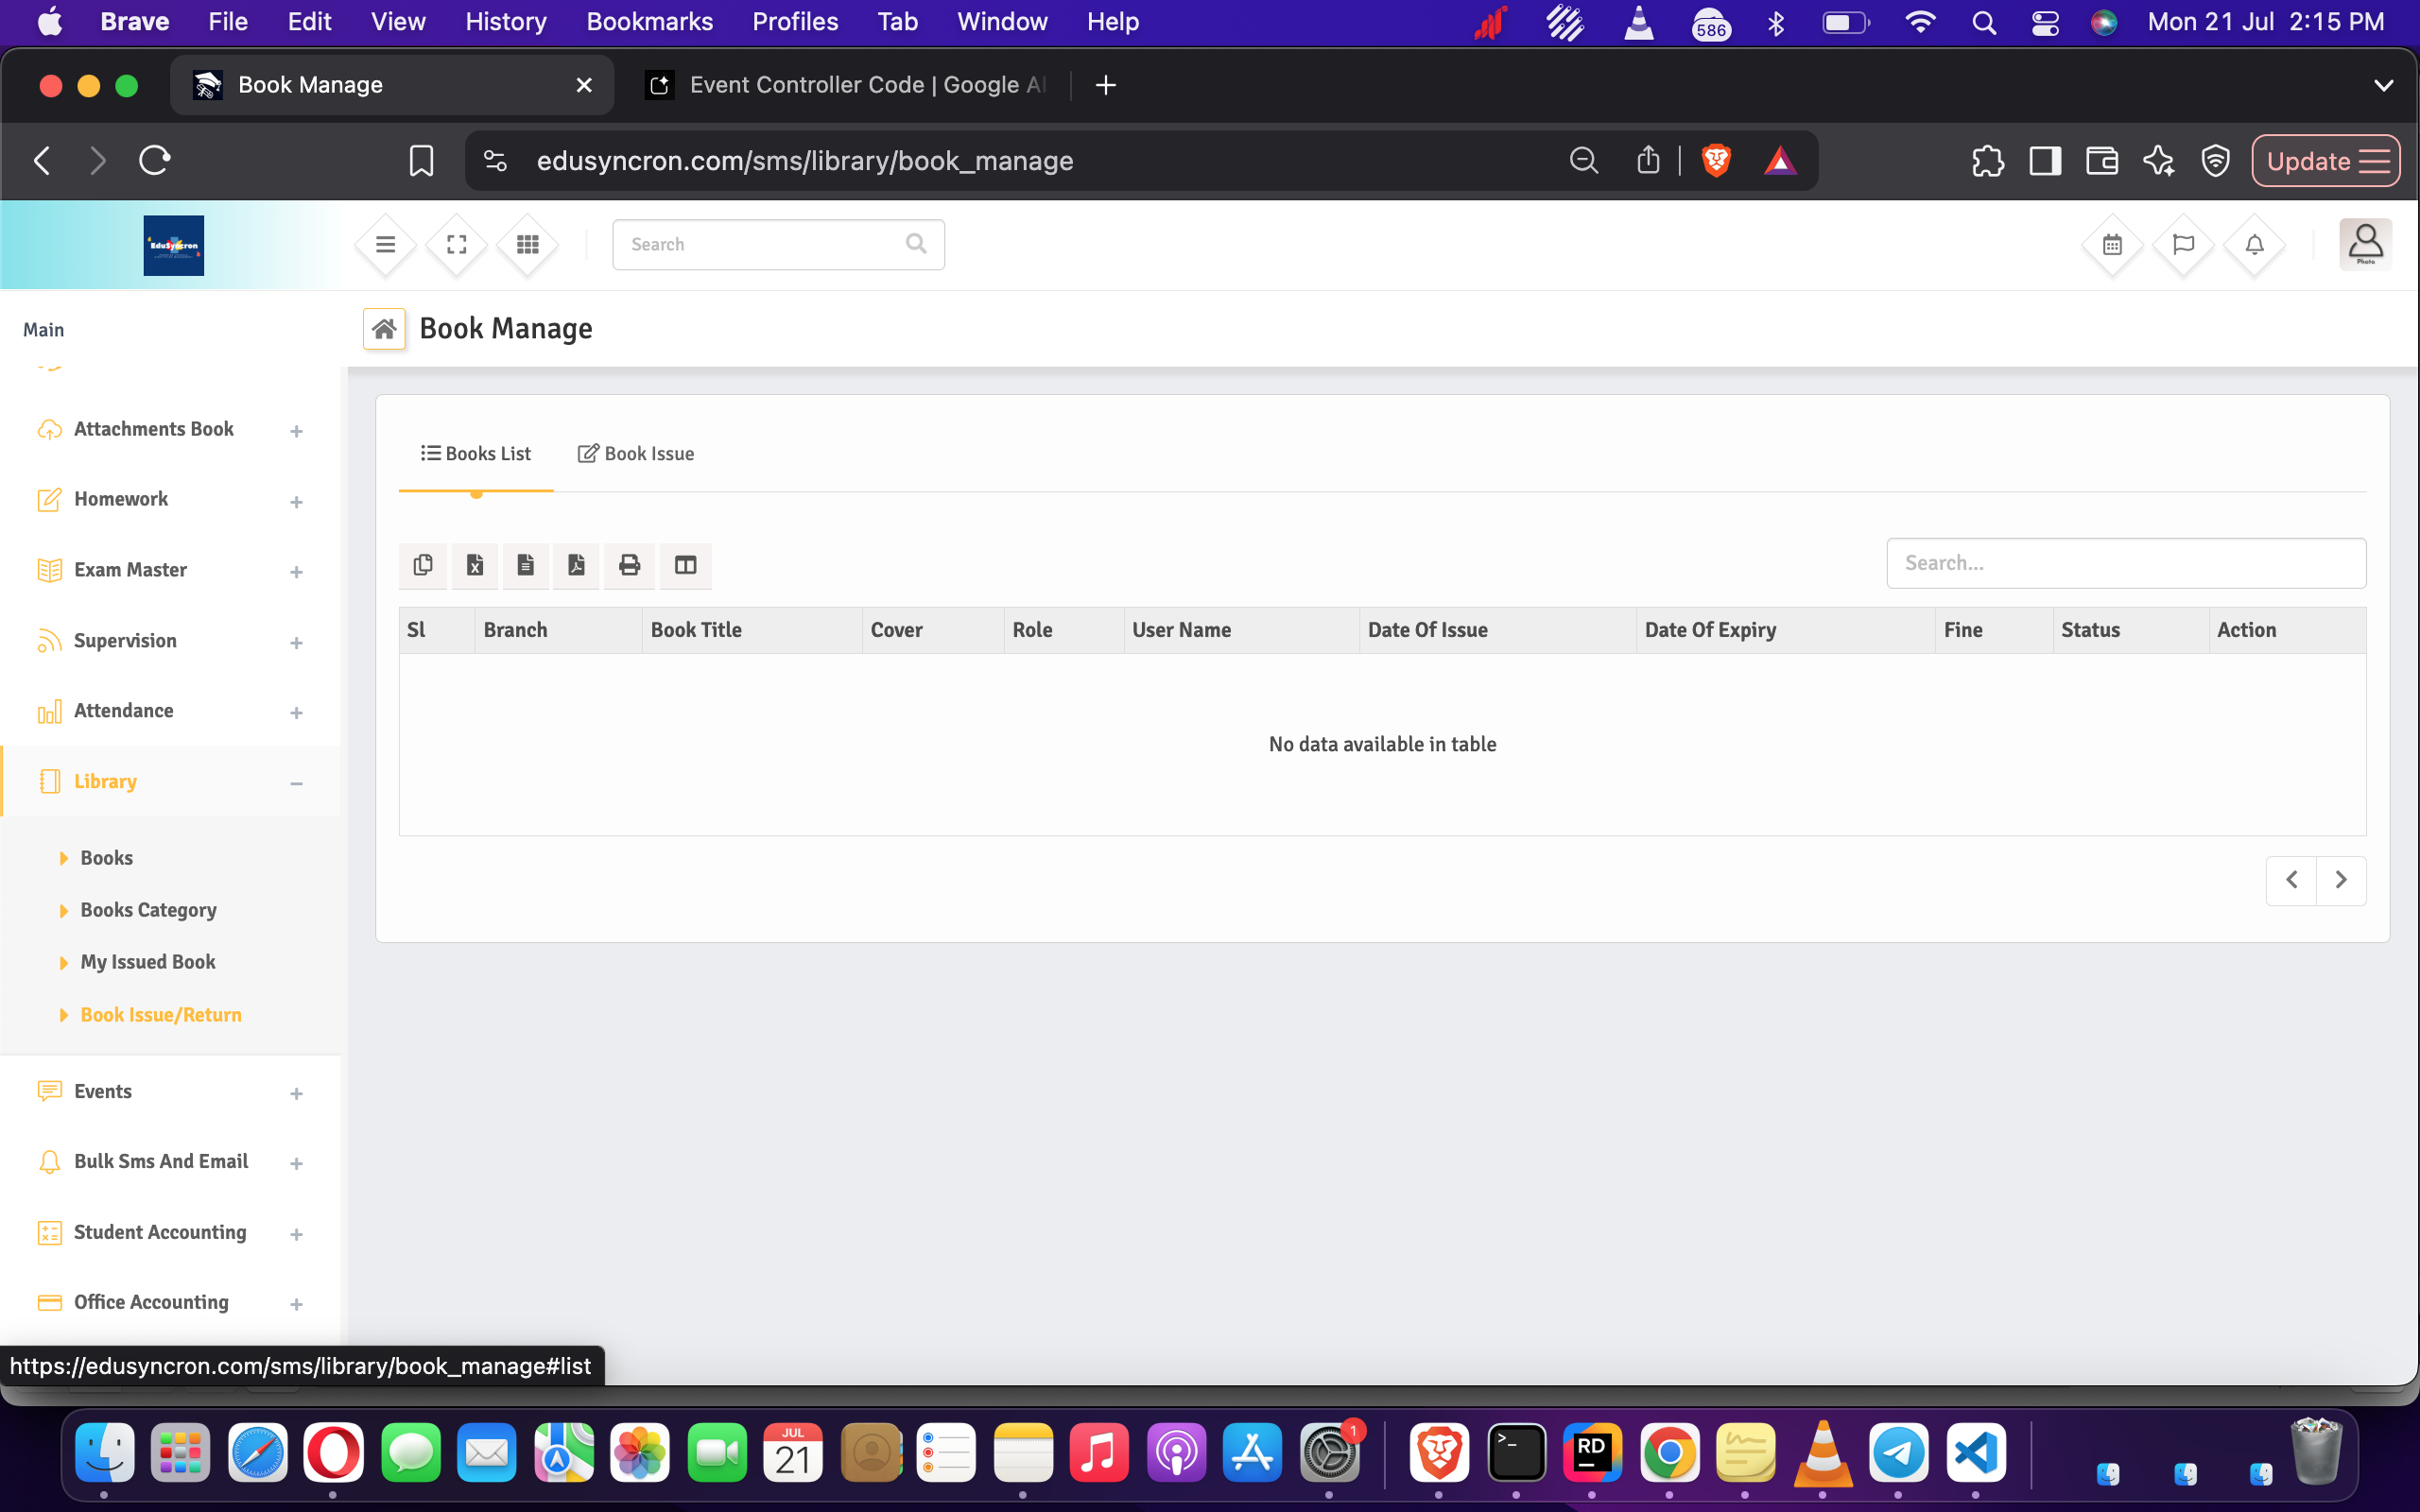 Brave File Edit View History Bookmarks Profiles Tab Window Help 586 Mon 21 Jul 2:15 PM
Book Manage Event Controller Code | Google AI
edusyncron.com/sms/library/book_manage Update
EduSyncron Search Photo
Main
Book Manage
Attachments Book
Homework
Exam Master
Supervision
Attendance
Library
Books
Books Category
My Issued Book
Book Issue/Return
Events
Bulk Sms And Email
Student Accounting
Office Accounting
Books List Book Issue
Search...
Sl Branch Book Title Cover Role User Name Date Of Issue Date Of Expiry Fine Status Action
No data available in table
https://edusyncron.com/sms/library/book_manage#list
JUL
21
1
RD